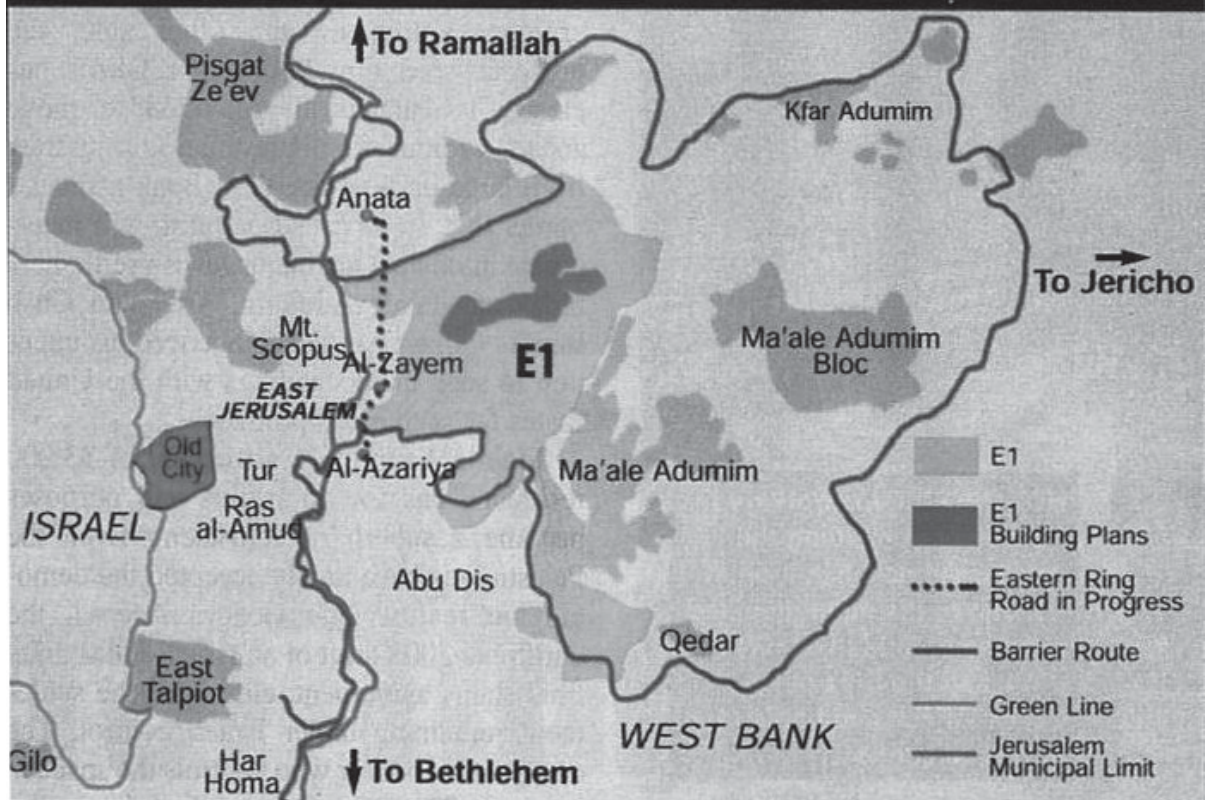 To Ramallah
Pisgat
Ze'ev
Kfar Adumim
Anata
To Jericho
Mt.
Scopus
Al-Zayem
E1
Ma'ale Adumim
Bloc
EAST
JERUSALEM
Old
City
Tur
Al-Azariya
Ma'ale Adumim
Ras
al-Amud
ISRAEL
Abu Dis
Qedar
East
Talpiot
WEST BANK
Gilo
Har
Homa
To Bethlehem
E1
E1
Building Plans
Eastern Ring
Road in Progress
Barrier Route
Green Line
Jerusalem
Municipal Limit